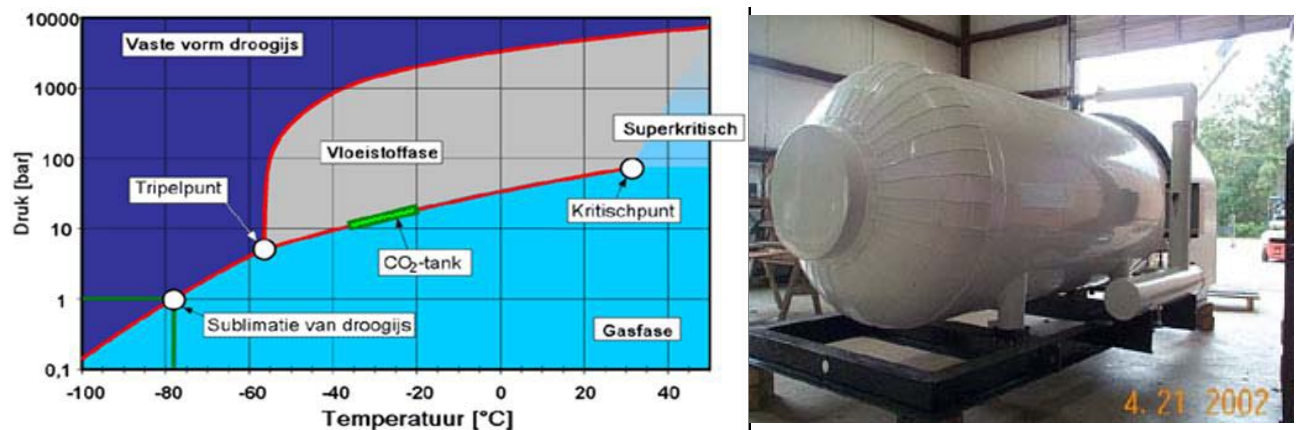 10000
1000
100
10
1
0,1
Druk [bar]
Vaste vorm droogijs
Superkritisch
Vloeistoffase
Tripelpunt
Kritischpunt
CO₂-tank
Sublimatie van droogijs
Gasfase
-100 -80 -60 -40 -20 0 20 40
Temperatuur [°C]
4. 21 2002